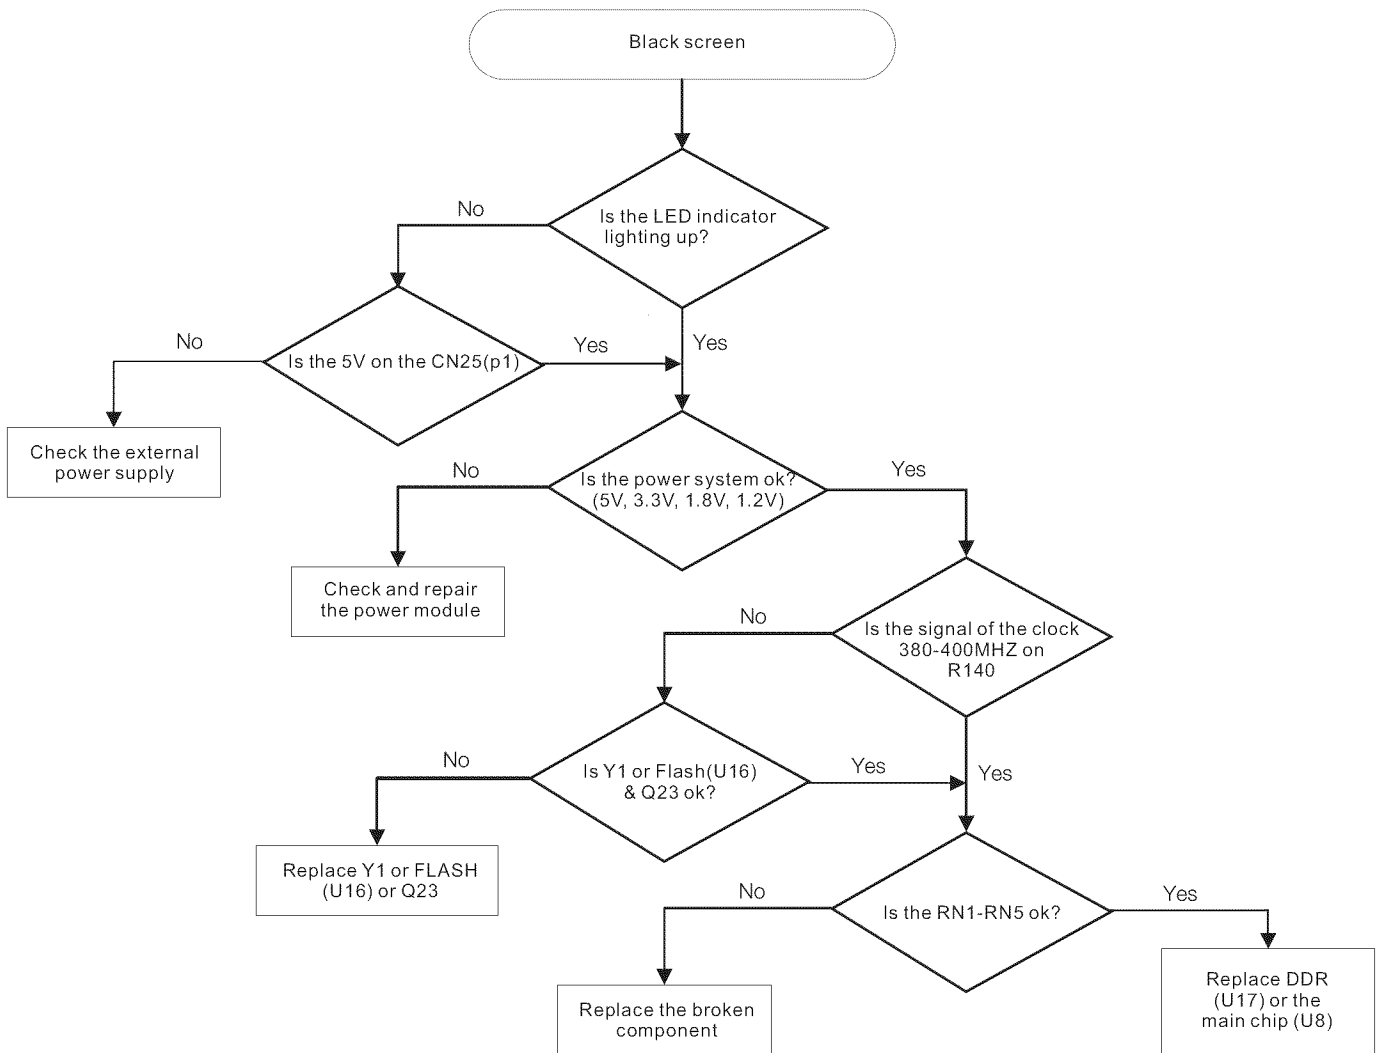 Black screen
No
Is the LED indicator
lighting up?
No
Is the 5V on the CN25(p1)
Yes
Yes
Check the external
power supply
No
Is the power system ok?
(5V, 3.3V, 1.8V, 1.2V)
Yes
Check and repair
the power module
No
Is the signal of the clock
380-400MHZ on
R140
No
Is Y1 or Flash(U16)
& Q23 ok?
Yes
Yes
Replace Y1 or FLASH
(U16) or Q23
No
Is the RN1-RN5 ok?
Yes
Replace the broken
component
Replace DDR
(U17) or the
main chip (U8)